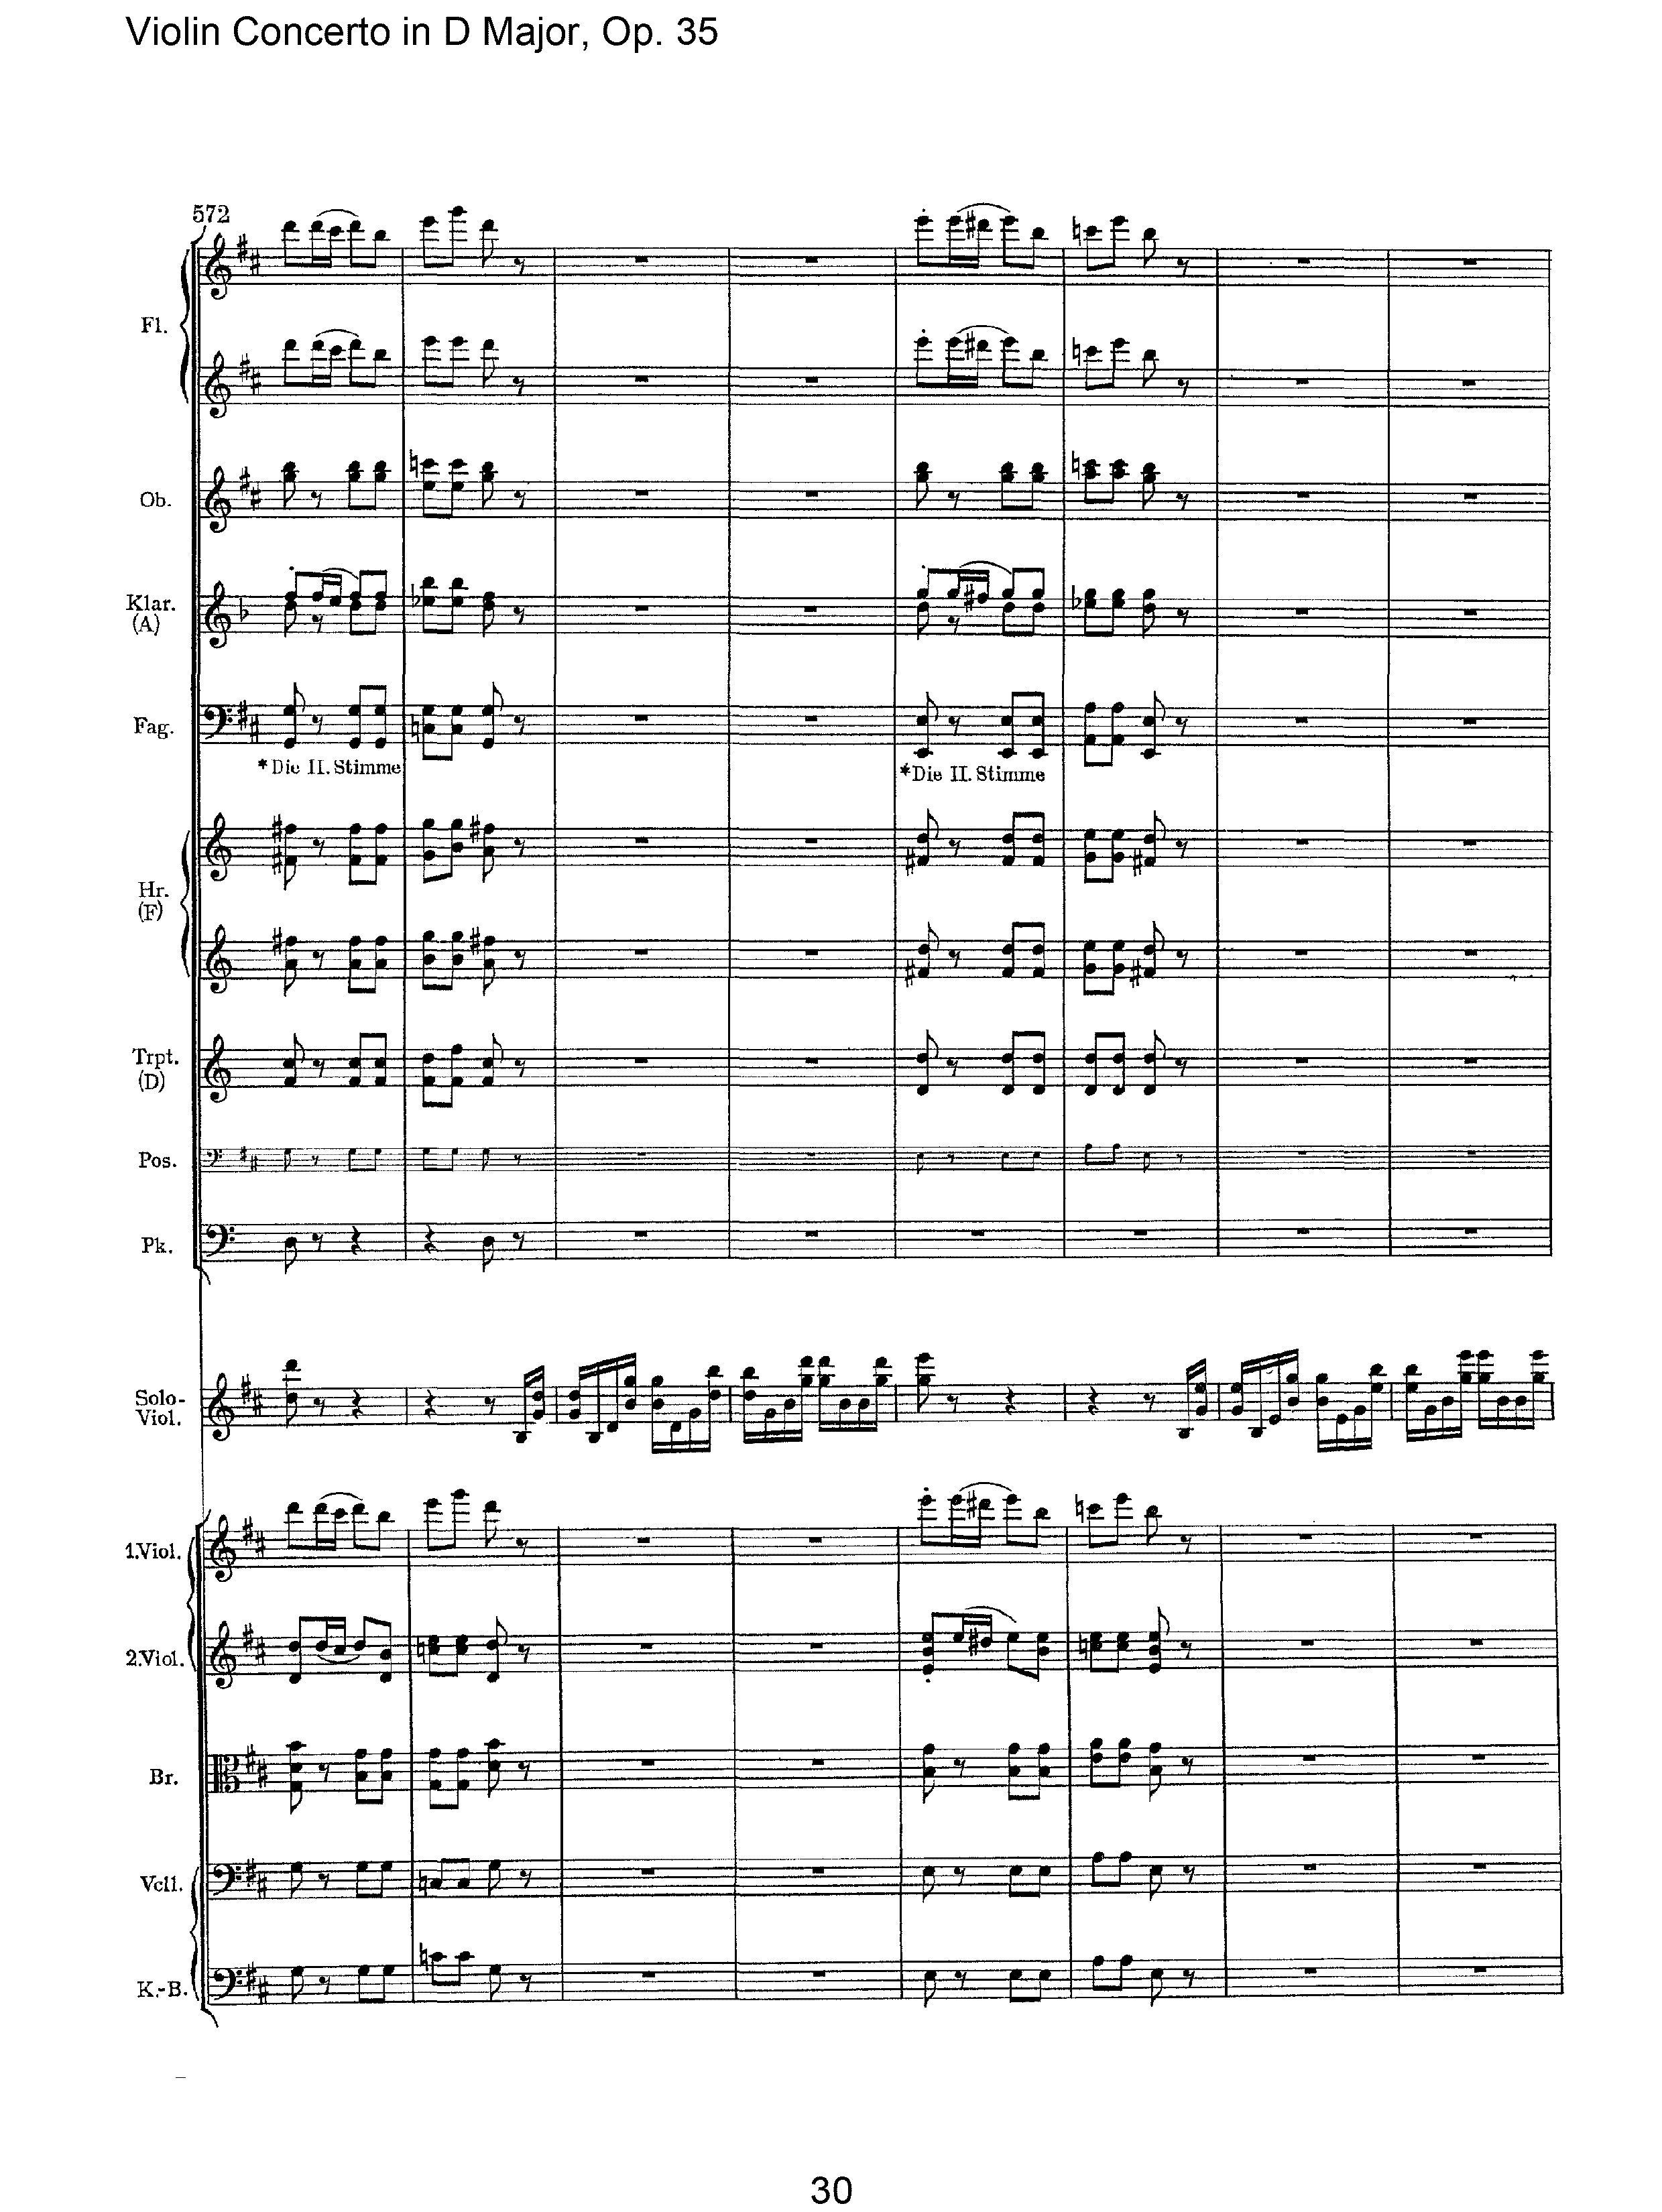 Violin Concerto in D Major, Op. 35
572
Fl.
Ob.
Klar.
(A)
Fag.
*Die II. Stimme
*Die II. Stimme
Hr.
(F)
Trpt.
(D)
Pos.
Pk.
Solo-
Viol.
1.Viol.
2.Viol.
Br.
Vcll.
K.-B.
30